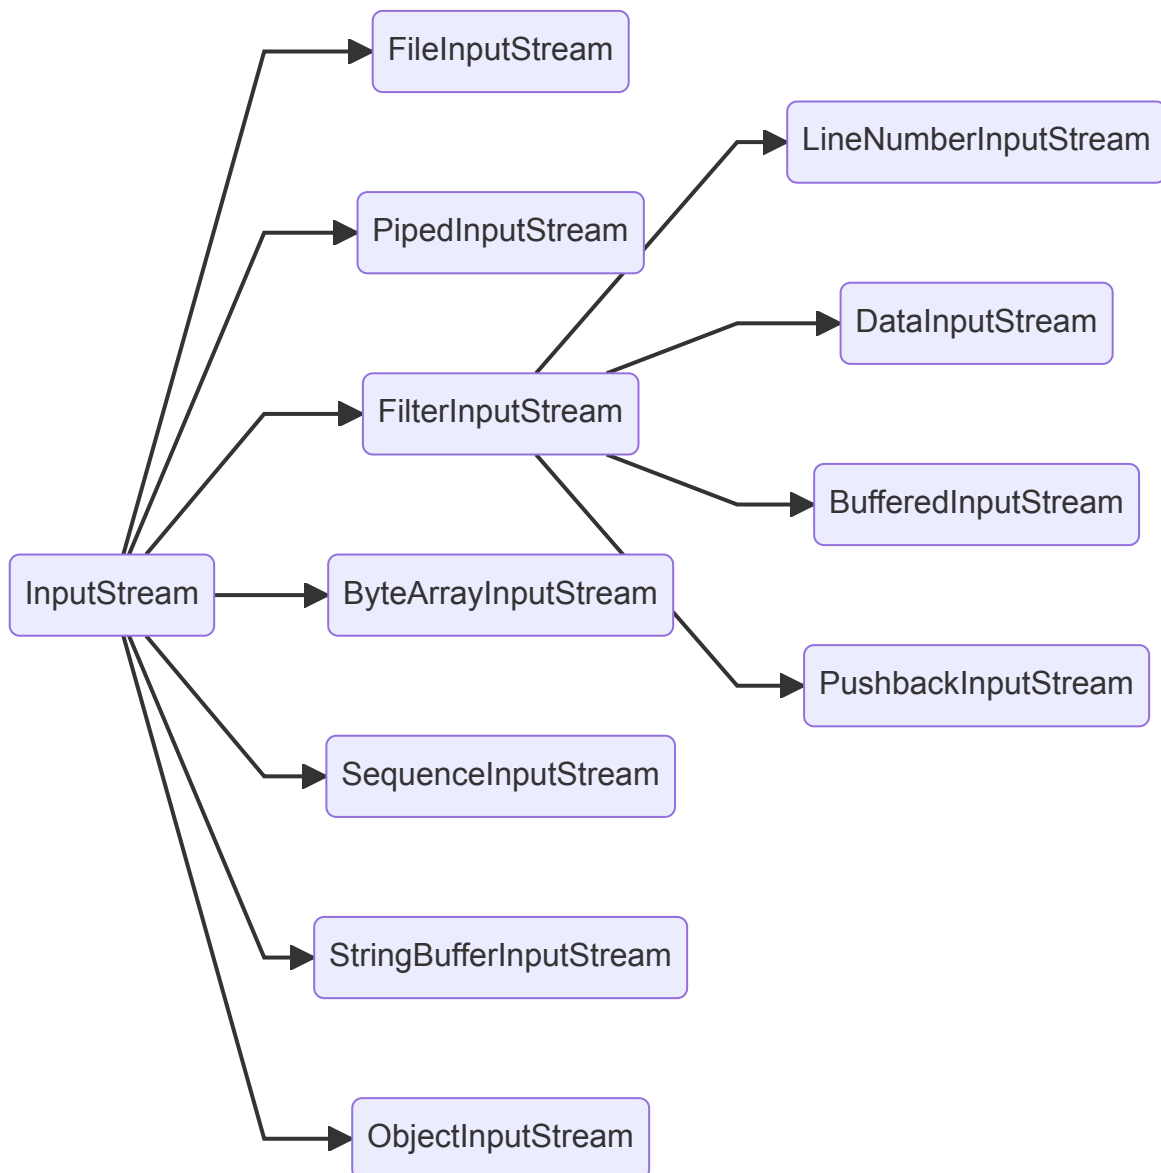 FileInputStream
LineNumberInputStream
PipedInputStream
DataInputStream
FilterInputStream
BufferedInputStream
InputStream
ByteArrayInputStream
PushbackInputStream
SequenceInputStream
StringBufferInputStream
ObjectInputStream